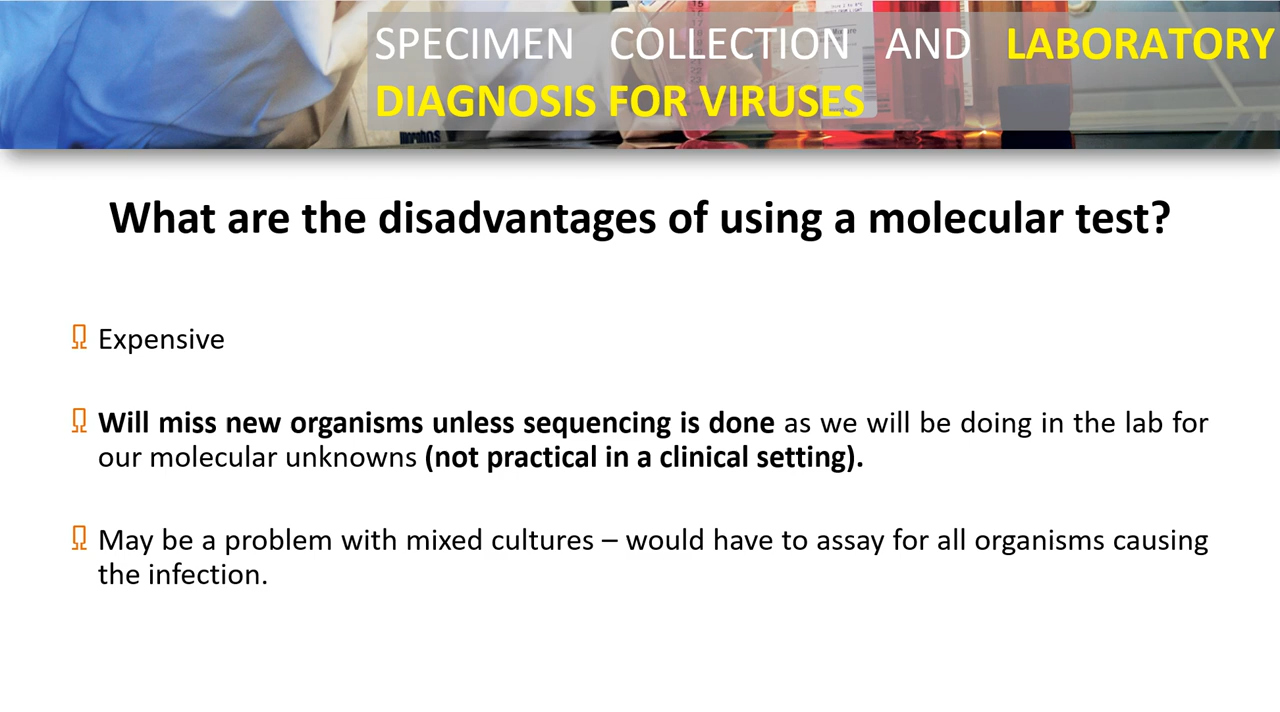 SPECIMEN COLLECTION AND LABORATORY
DIAGNOSIS FOR VIRUSES
What are the disadvantages of using a molecular test?
Expensive
Will miss new organisms unless sequencing is done as we will be doing in the lab for
our molecular unknowns (not practical in a clinical setting).
May be a problem with mixed cultures – would have to assay for all organisms causing
the infection.